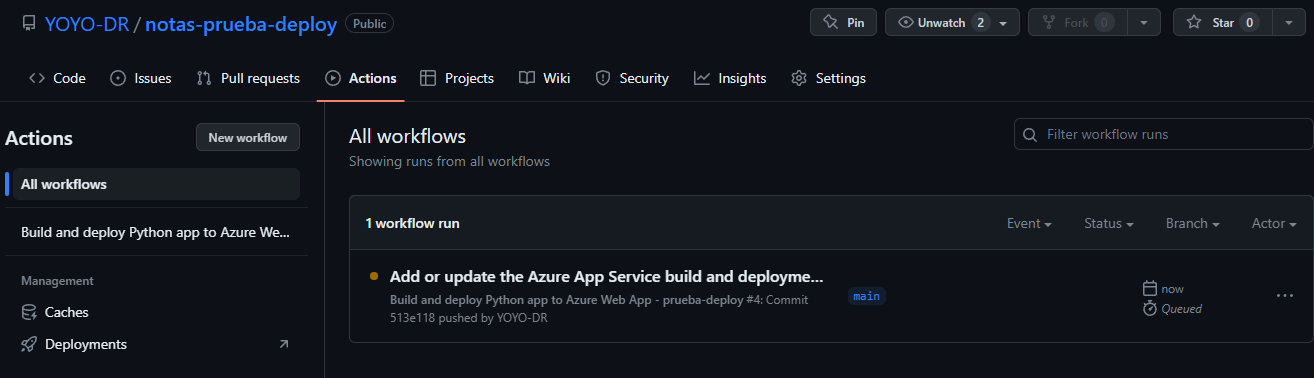 YOYO-DR / notas-prueba-deploy Public
Pin Unwatch 2 Fork 0 Star 0
Code Issues Pull requests Actions Projects Wiki Security Insights Settings
Actions New workflow
All workflows
Build and deploy Python app to Azure We...
Management
Caches
Deployments
All workflows
Showing runs from all workflows
Filter workflow runs
1 workflow run Event Status Branch Actor
Add or update the Azure App Service build and deployme...
Build and deploy Python app to Azure Web App - prueba-deploy #4: Commit
513e118 pushed by YOYO-DR
main
now
Queued